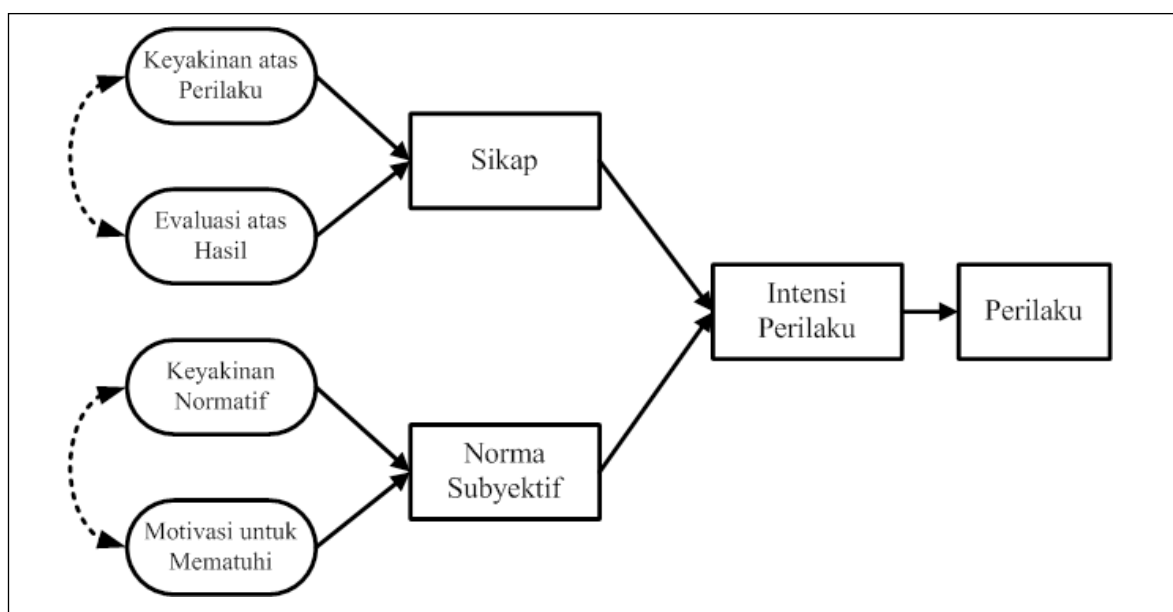 Keyakinan atas
Perilaku
Evaluasi atas
Hasil
Sikap
Keyakinan
Normatif
Motivasi untuk
Mematuhi
Norma
Subyektif
Intensi
Perilaku
Perilaku